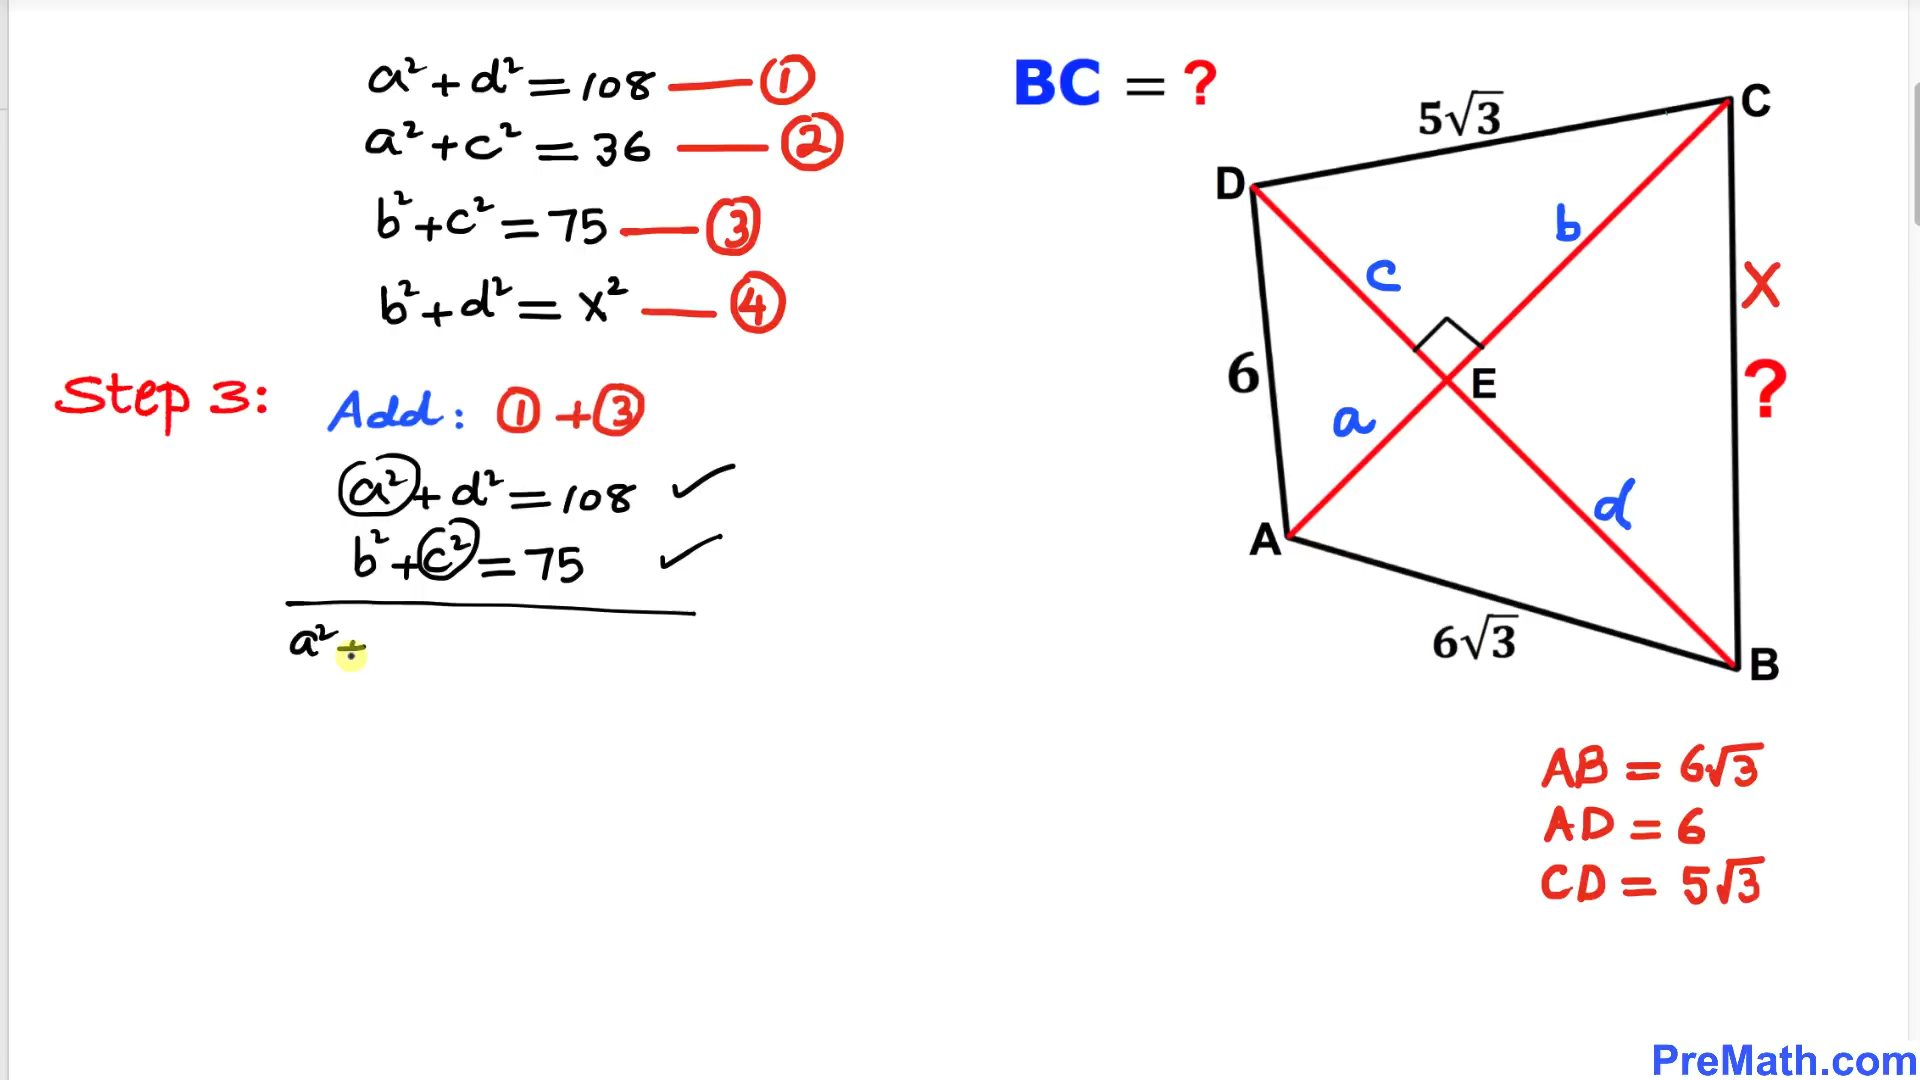 a² + d² = 108 —— ①
a² + c² = 36 —— ②
b² + c² = 75 —— ③
b² + d² = x² —— ④
Step 3: Add: ① + ③
a² + d² = 108 ✓
b² + c² = 75 ✓
a² +
BC = ?
5√3
C
D
b
c
x
6
E
?
a
d
A
6√3
B
AB = 6√3
AD = 6
CD = 5√3
PreMath.com